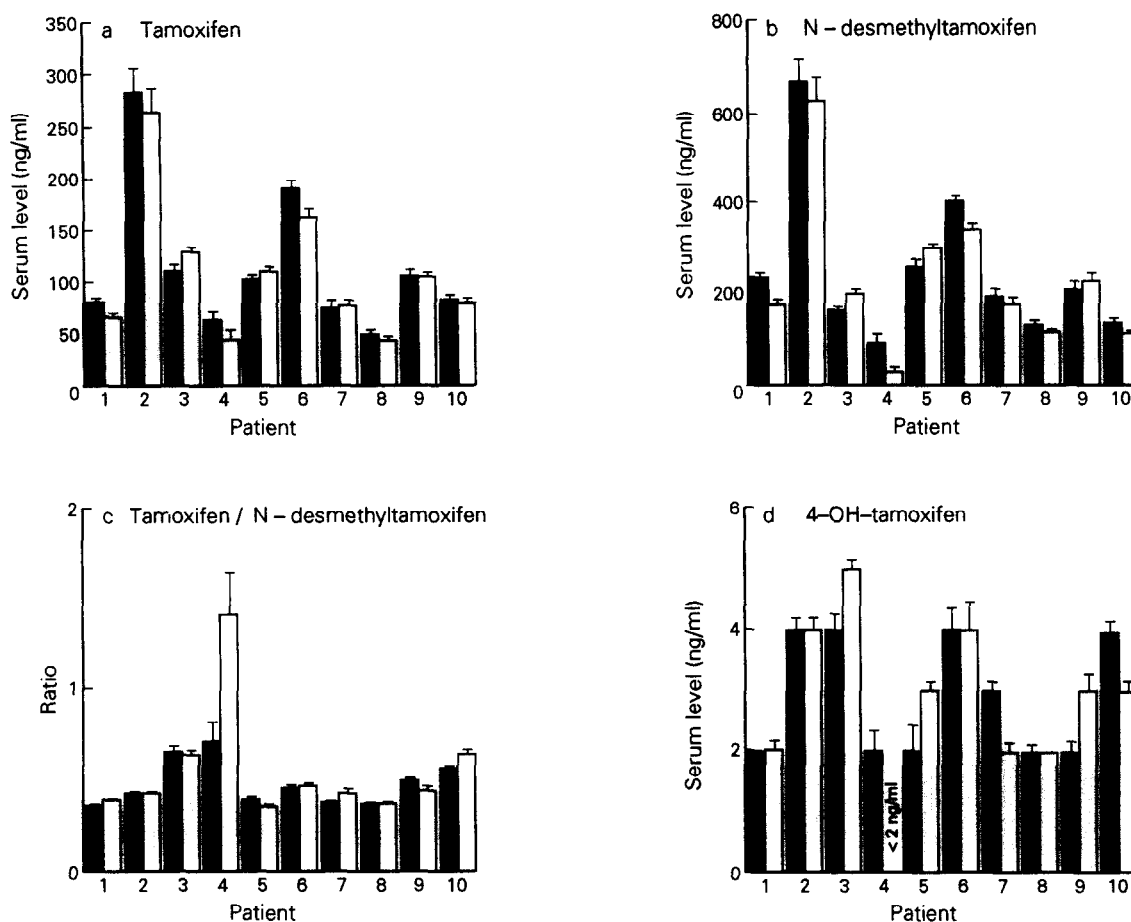 a Tamoxifen
Serum level (ng/ml)
350
300
250
200
150
100
50
0
1 2 3 4 5 6 7 8 9 10
Patient
b N – desmethyltamoxifen
Serum level (ng/ml)
800
600
400
200
0
1 2 3 4 5 6 7 8 9 10
Patient
c Tamoxifen / N – desmethyltamoxifen
Ratio
2
1
0
1 2 3 4 5 6 7 8 9 10
Patient
d 4–OH–tamoxifen
Serum level (ng/ml)
6
4
2
0
< 2 ng/ml
1 2 3 4 5 6 7 8 9 10
Patient